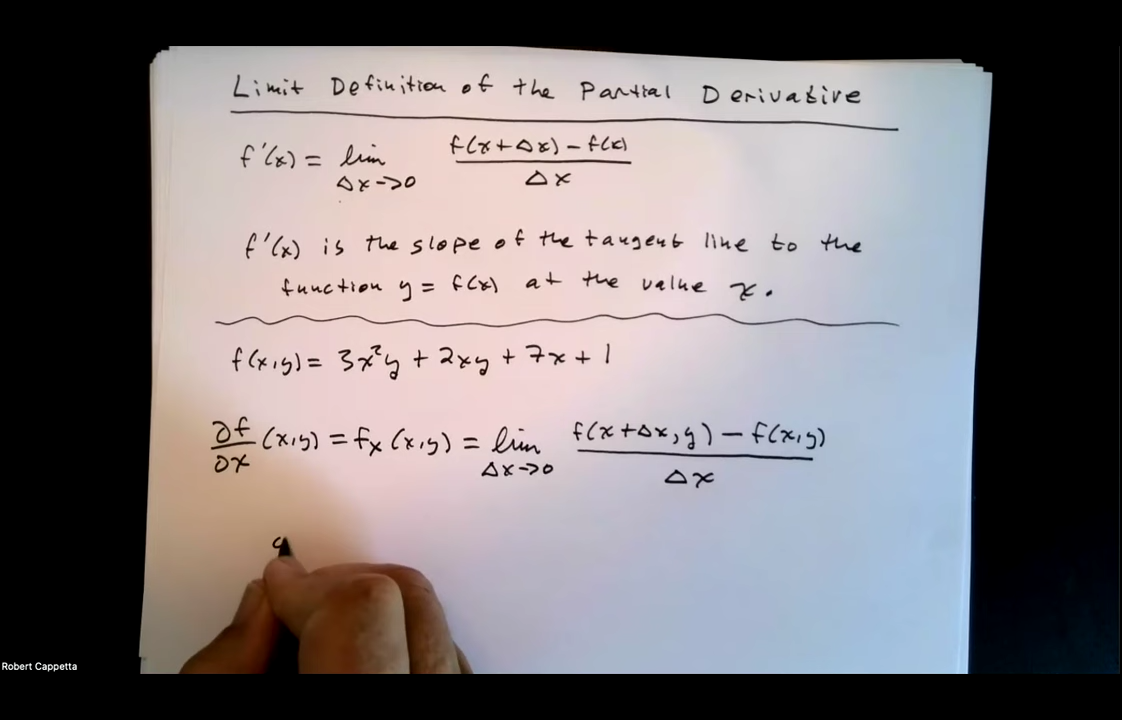 Limit Definition of the Partial Derivative
f'(x) = lim Δx->0 f(x+Δx) - f(x) / Δx
f'(x) is the slope of the tangent line to the
function y = f(x) at the value x.
f(x,y) = 3x²y + 2xy + 7x + 1
∂f/∂x (x,y) = fx (x,y) = lim Δx->0 f(x+Δx, y) - f(x,y) / Δx
Robert Cappetta